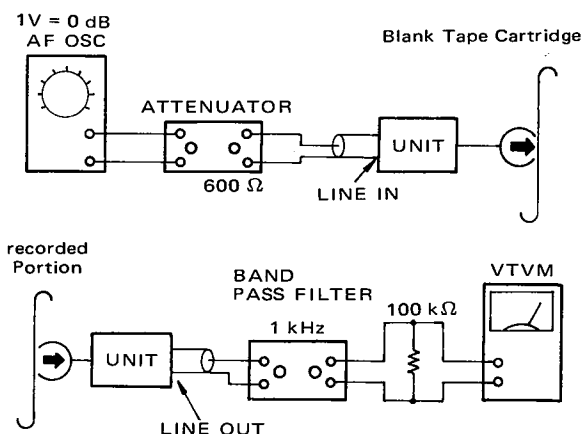 1V = 0 dB
AF OSC
Blank Tape Cartridge
ATTENUATOR
UNIT
600 Ω
LINE IN
recorded
Portion
BAND
PASS FILTER
VTVM
1 kHz
100 kΩ
UNIT
LINE OUT